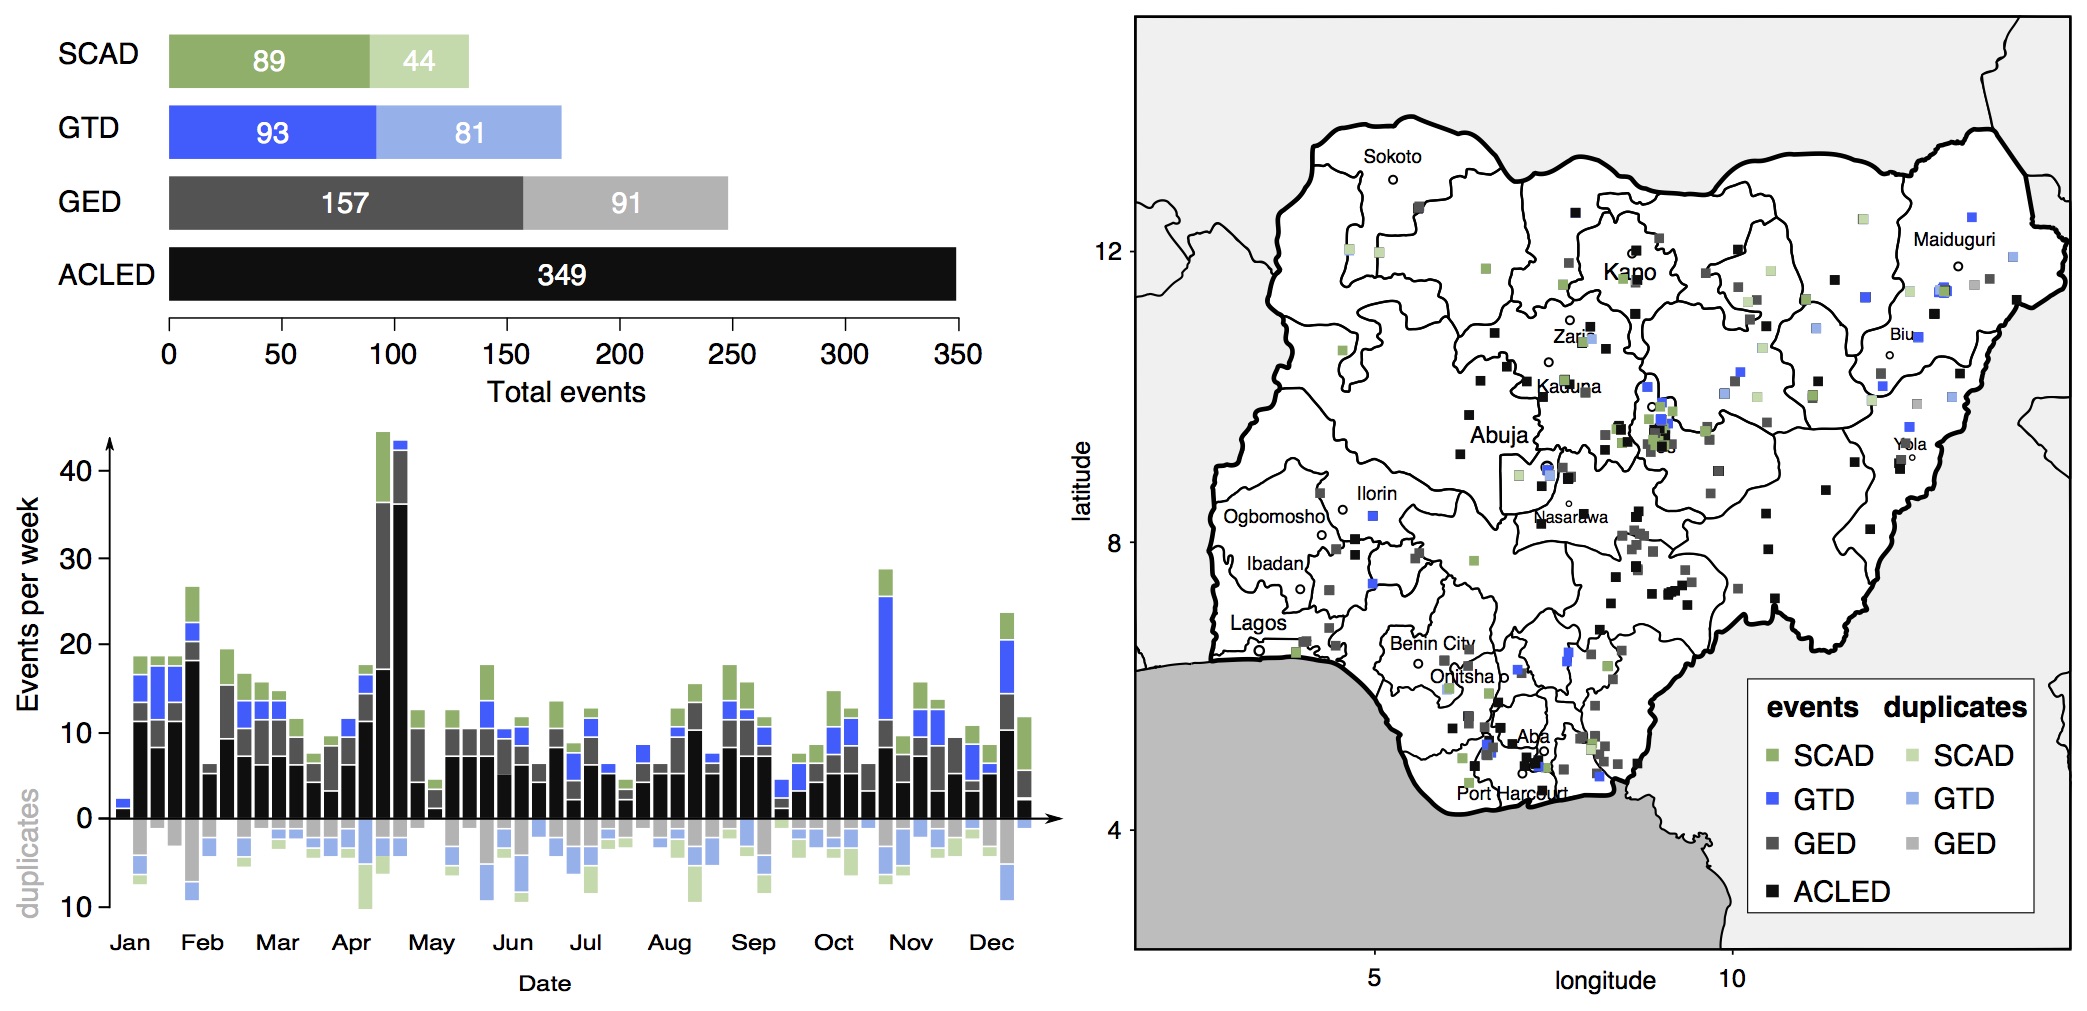 SCAD 89 44
GTD 93 81
GED 157 91
ACLED 349
0 50 100 150 200 250 300 350
Total events
Events per week
duplicates
40
30
20
10
0
10
Jan Feb Mar Apr May Jun Jul Aug Sep Oct Nov Dec
Date
latitude
12
8
4
Sokoto
Maiduguri
Kano
Zaria
Biu
Kaduna
Abuja
Yola
Ilorin
Ogbomosho
Nasarawa
Ibadan
Lagos
Benin City
Onitsha
Aba
Port Harcourt
events duplicates
SCAD SCAD
GTD GTD
GED GED
ACLED
5 10
longitude